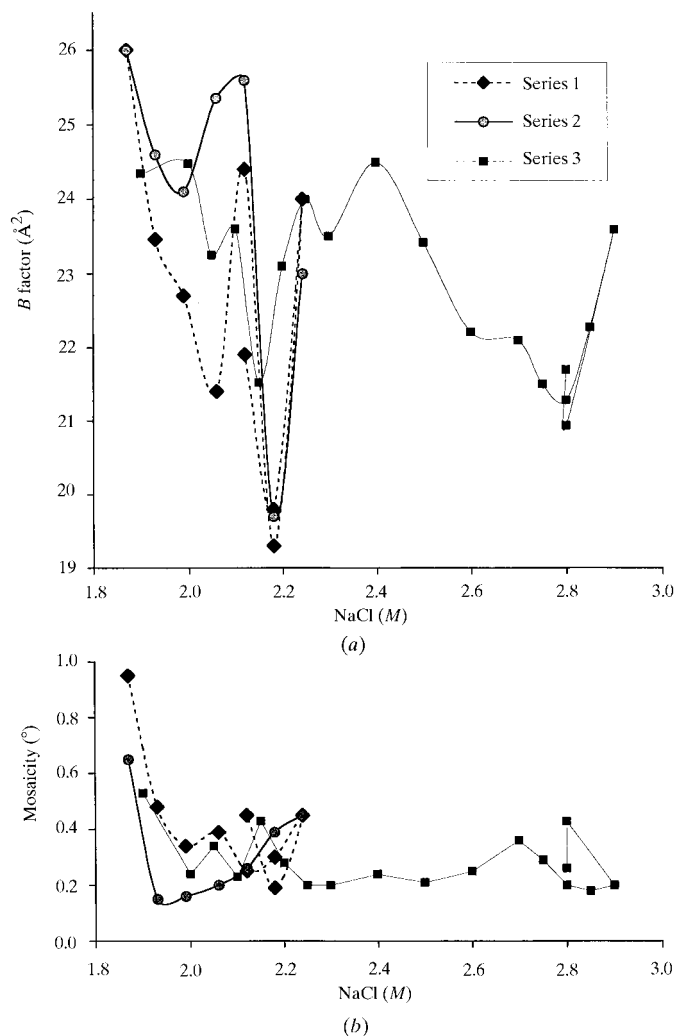 26
25
24
23
22
21
20
19
B factor (Å²)
Series 1
Series 2
Series 3
1.8 2.0 2.2 2.4 2.6 2.8 3.0
NaCl (M)
(a)
1.0
0.8
0.6
0.4
0.2
0.0
Mosaicity (°)
1.8 2.0 2.2 2.4 2.6 2.8 3.0
NaCl (M)
(b)